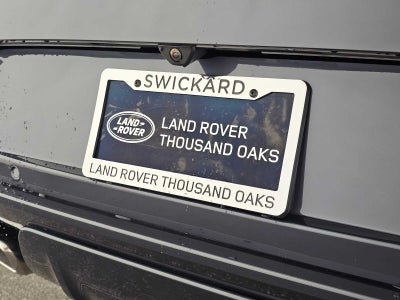 SWICKARD
LAND-
-ROVER
LAND ROVER
THOUSAND OAKS
LAND ROVER THOUSAND OAKS